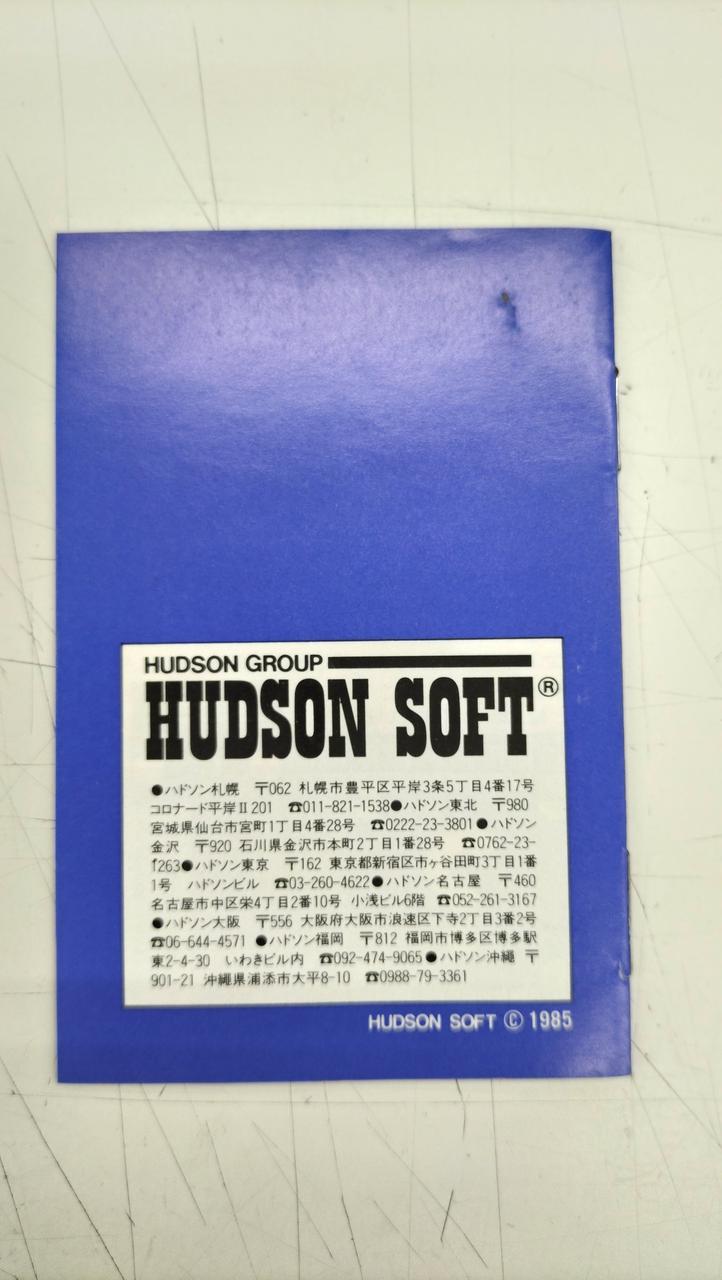 HUDSON GROUP
HUDSON SOFT®
●ハドソン札幌 〒062 札幌市豊平区平岸3条5丁目4番17号
コロナード平岸II 201 ☎011-821-1538●ハドソン東北 〒980
宮城県仙台市宮町1丁目4番28号 ☎0222-23-3801●ハドソン
金沢 〒920 石川県金沢市本町2丁目1番28号 ☎0762-23-
1263●ハドソン東京 〒162 東京都新宿区市ヶ谷田町3丁目1番
1号 ハドソンビル ☎03-260-4622●ハドソン名古屋 〒460
名古屋市中区栄4丁目2番10号 小浅ビル6階 ☎052-261-3167
●ハドソン大阪 〒556 大阪府大阪市浪速区下寺2丁目3番2号
☎06-644-4571 ●ハドソン福岡 〒812 福岡市博多区博多駅
東2-4-30 いわきビル内 ☎092-474-9065●ハドソン沖縄 〒
901-21 沖縄県浦添市大平8-10 ☎0988-79-3361
HUDSON SOFT © 1985